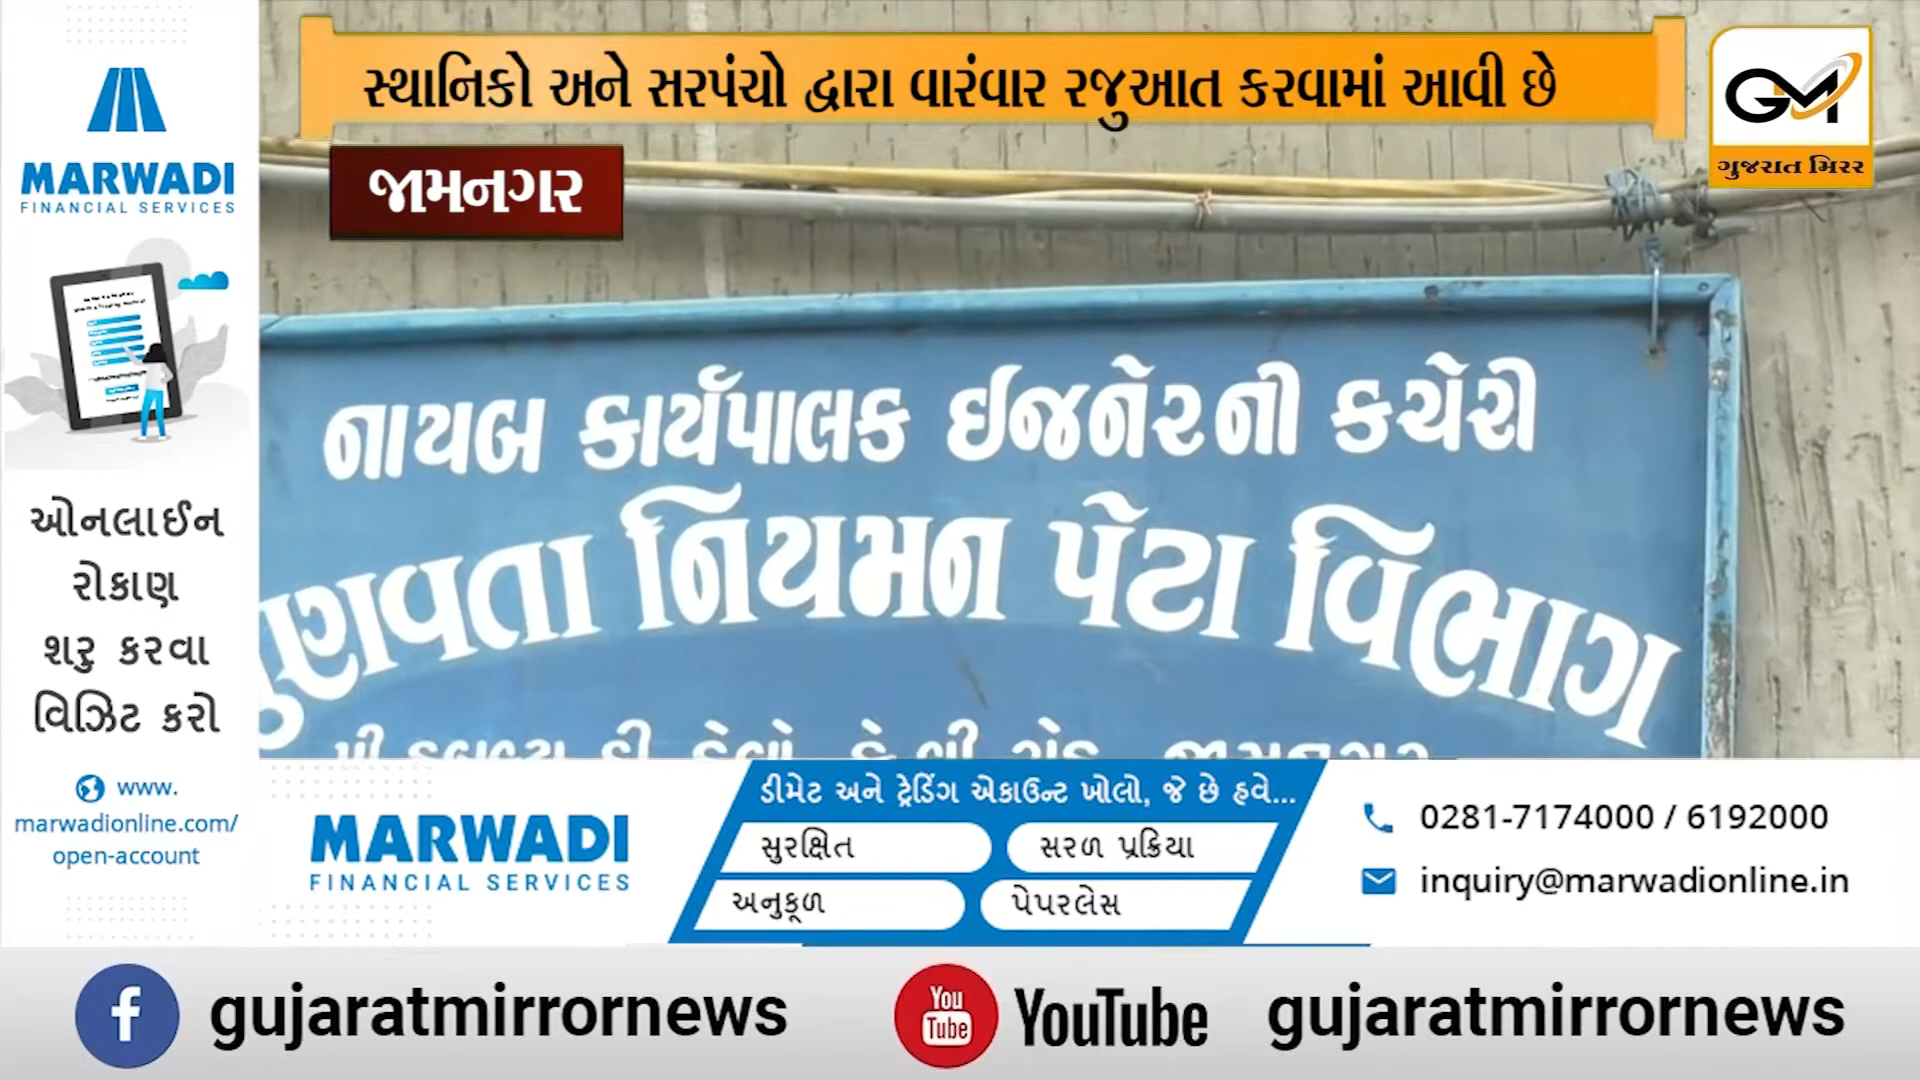 સ્થાનિકો અને સરપંચો દ્વારા વારંવાર રજુઆત કરવામાં આવી છે
GM
ગુજરાત મિરર
જામનગર
MARWADI
FINANCIAL SERVICES
ઓનલાઈન
રોકાણ
શરુ કરવા
વિઝિટ કરો
www.
marwadionline.com/
open-account
નાયબ કાર્યપાલક ઈજનેરની કચેરી
ગુણવતા નિયમન પેટા વિભાગ
MARWADI
FINANCIAL SERVICES
ડીમેટ અને ટ્રેડિંગ એકાઉન્ટ ખોલો, જે છે હવે...
સુરક્ષિત
સરળ પ્રક્રિયા
અનુકૂળ
પેપરલેસ
0281-7174000 / 6192000
inquiry@marwadionline.in
gujaratmirrornews
You Tube YouTube
gujaratmirrornews